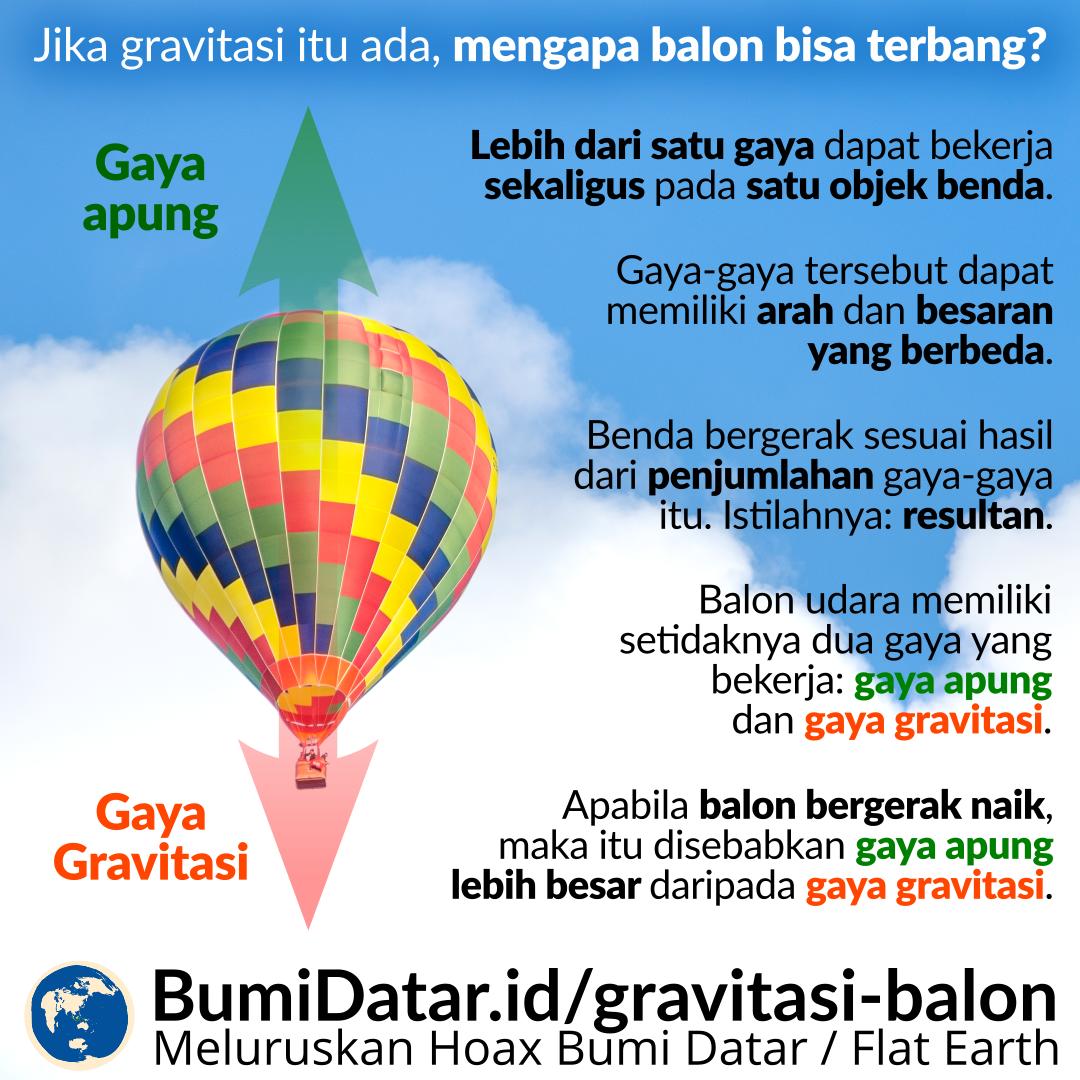 Jika gravitasi itu ada, mengapa balon bisa terbang?
Gaya
apung
Lebih dari satu gaya dapat bekerja
sekaligus pada satu objek benda.
Gaya-gaya tersebut dapat
memiliki arah dan besaran
yang berbeda.
Benda bergerak sesuai hasil
dari penjumlahan gaya-gaya
itu. Istilahnya: resultan.
Balon udara memiliki
setidaknya dua gaya yang
bekerja: gaya apung
dan gaya gravitasi.
Gaya
Gravitasi
Apabila balon bergerak naik,
maka itu disebabkan gaya apung
lebih besar daripada gaya gravitasi.
BumiDatar.id/gravitasi-balon
Meluruskan Hoax Bumi Datar / Flat Earth